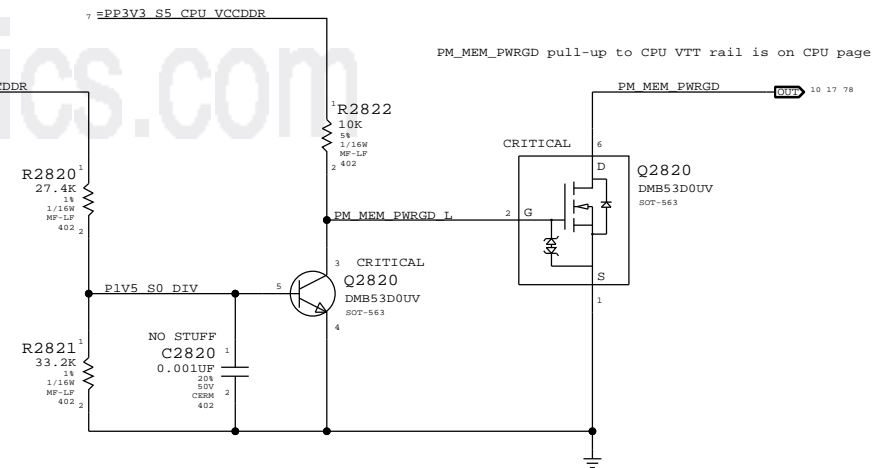 7 =PP3V3_S5_CPU_VCCDDR
ics.com
PM_MEM_PWRGD pull-up to CPU VTT rail is on CPU page
CDDR
PM_MEM_PWRGD
OUT 10 17 78
1
R2822
10K
5%
1/16W
MF-LF
402
2
CRITICAL
6
D
Q2820
DMB53D0UV
SOT-563
R2820
1
27.4K
1%
1/16W
MF-LF
402
2
PM_MEM_PWRGD_L
2
G
S
1
3
CRITICAL
Q2820
DMB53D0UV
SOT-563
P1V5_S0_DIV
5
4
R2821
1
33.2K
1%
1/16W
MF-LF
402
2
NO STUFF
C2820
1
0.001UF
20%
50V
CERM
402
2